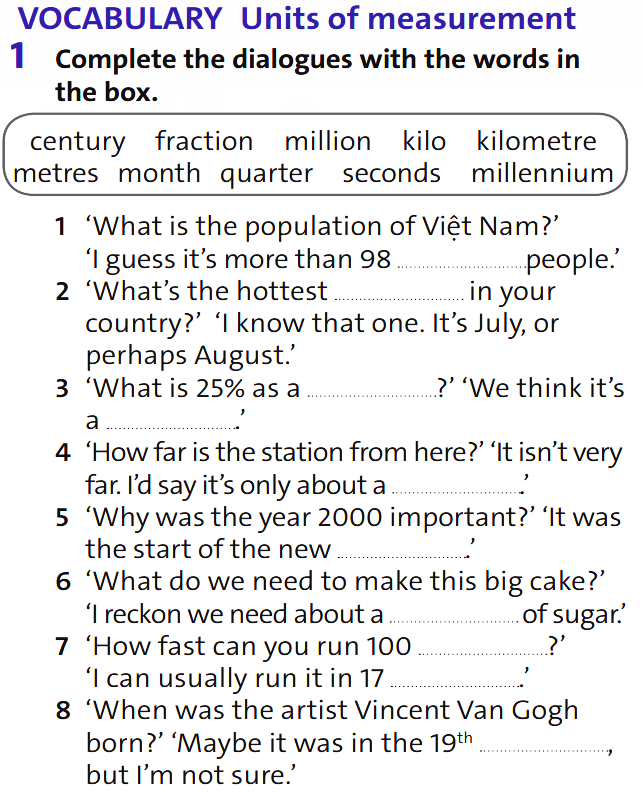 VOCABULARY Units of measurement
1 Complete the dialogues with the words in
the box.
century fraction million kilo kilometre
metres month quarter seconds millennium
1 ‘What is the population of Việt Nam?’
‘I guess it’s more than 98 ........................ people.’
2 ‘What’s the hottest ........................ in your
country?’ ‘I know that one. It’s July, or
perhaps August.’
3 ‘What is 25% as a ........................?’ ‘We think it’s
a .........................’
4 ‘How far is the station from here?’ ‘It isn’t very
far. I’d say it’s only about a .........................’
5 ‘Why was the year 2000 important?’ ‘It was
the start of the new .........................’
6 ‘What do we need to make this big cake?’
‘I reckon we need about a ........................ of sugar.’
7 ‘How fast can you run 100 ........................?’
‘I can usually run it in 17 .........................’
8 ‘When was the artist Vincent Van Gogh
born?’ ‘Maybe it was in the 19th ........................,
but I’m not sure.’